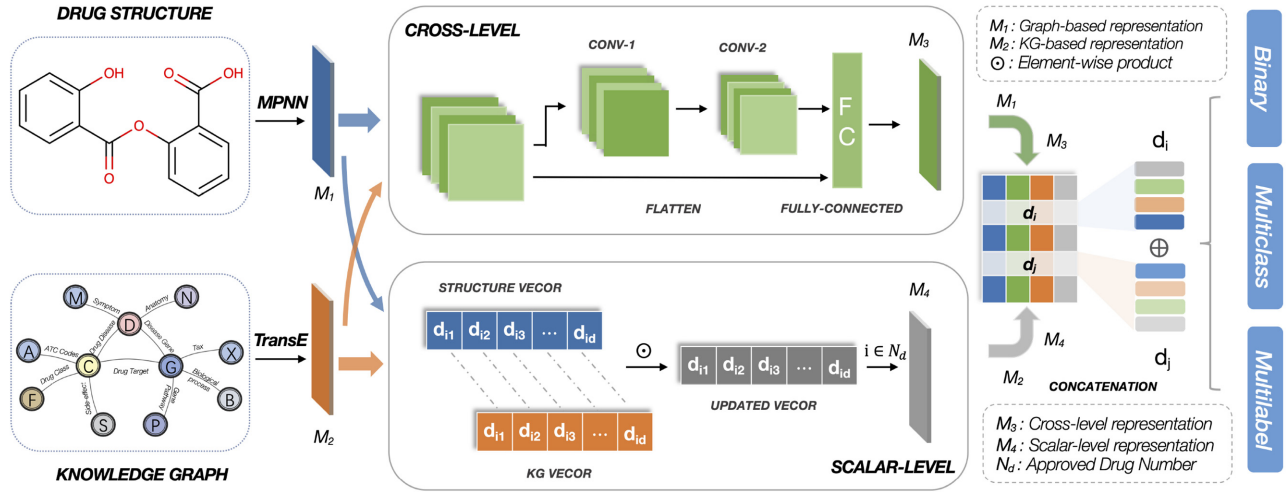 DRUG STRUCTURE
OH
O
OH
O
O
MPNN
M1
CROSS-LEVEL
CONV-1
CONV-2
M3
F
C
FLATTEN
FULLY-CONNECTED
M1 : Graph-based representation
M2 : KG-based representation
⊙ : Element-wise product
M1
M3
di
di
dj
⊕
dj
M4
M2
CONCATENATION
M3 : Cross-level representation
M4 : Scalar-level representation
Nd : Approved Drug Number
Binary
Multiclass
Multilabel
M
N
D
A
C
G
X
F
S
P
B
Symptom
Anatomy
Drug Disease
Disease Gene
ATC Codes
Tax
Drug Class
Drug Target
Biological
process
Gene
Pathway
KNOWLEDGE GRAPH
TransE
M2
STRUCTURE VECOR
di1 di2 di3 ... did
⊙
di1 di2 di3 ... did
UPDATED VECOR
i ∈ Nd
M4
di1 di2 di3 ... did
KG VECOR
SCALAR-LEVEL